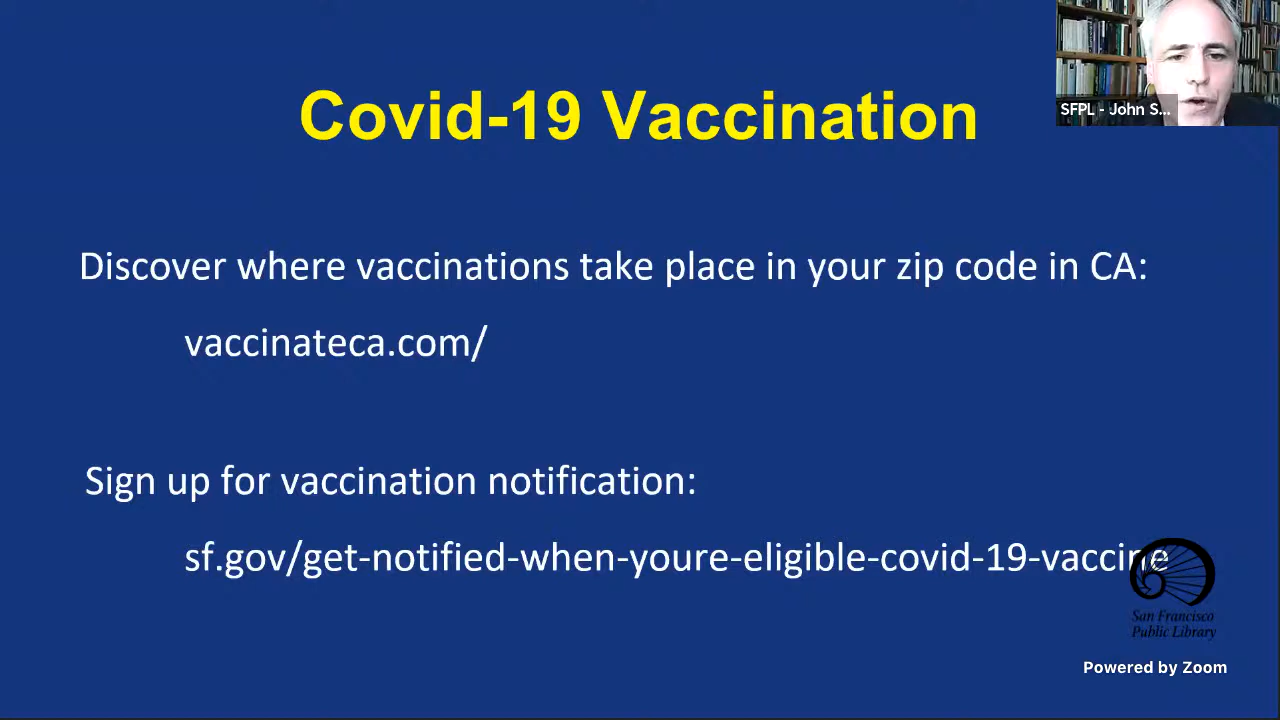 SFPL - John S...
Covid-19 Vaccination
Discover where vaccinations take place in your zip code in CA:
vaccinateca.com/
Sign up for vaccination notification:
sf.gov/get-notified-when-youre-eligible-covid-19-vaccine
San Francisco
Public Library
Powered by Zoom